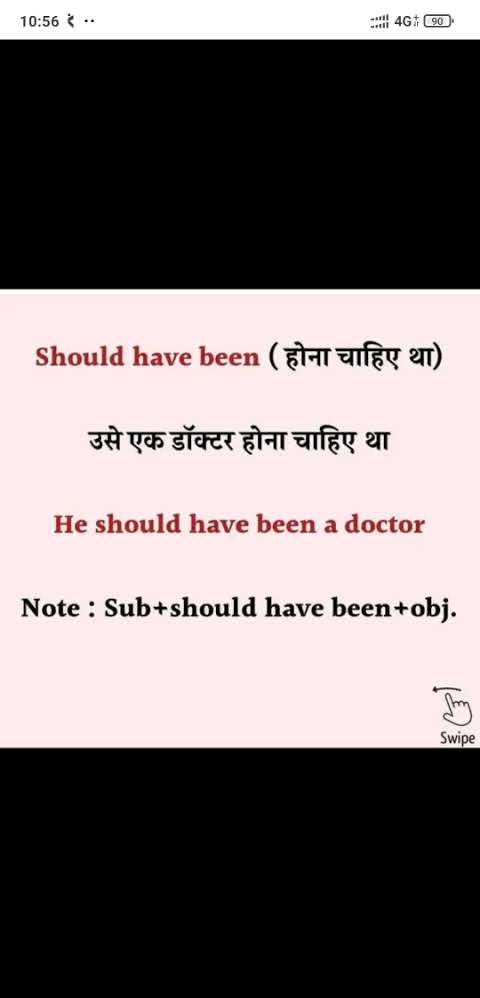 10:56
4G
90
Should have been ( होना चाहिए था)
उसे एक डॉक्टर होना चाहिए था
He should have been a doctor
Note : Sub+should have been+obj.
Swipe